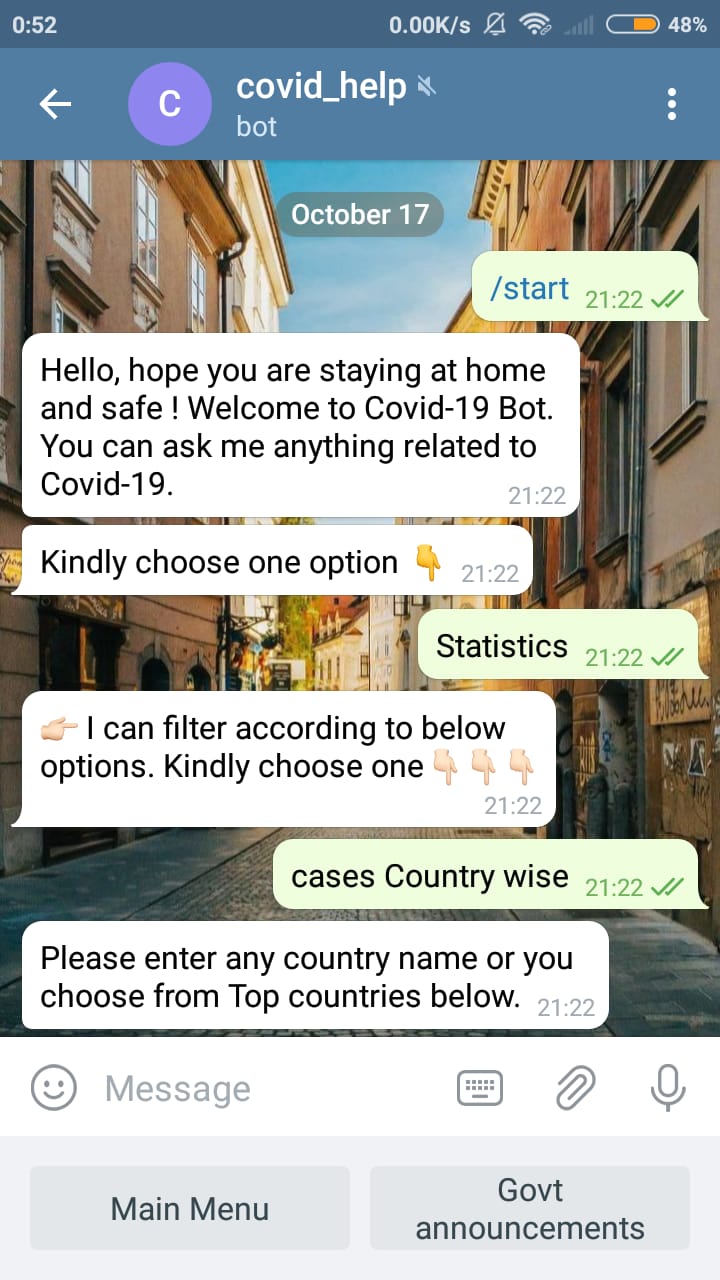 0:52 0.00K/s 48%
C
covid_help
bot
October 17
/start 21:22
Hello, hope you are staying at home
and safe ! Welcome to Covid-19 Bot.
You can ask me anything related to
Covid-19.
21:22
Kindly choose one option 👇 21:22
Statistics 21:22
👉🏻 I can filter according to below
options. Kindly choose one 👇🏻👇🏻👇🏻
21:22
cases Country wise 21:22
Please enter any country name or you
choose from Top countries below. 21:22
Message
Main Menu
Govt
announcements